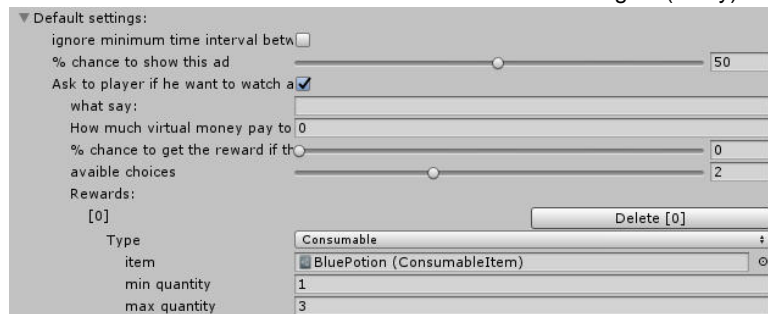 Default settings:
ignore minimum time interval betw
% chance to show this ad 50
Ask to player if he want to watch a
what say:
How much virtual money pay to 0
% chance to get the reward if th 0
avaible choices 2
Rewards:
[0] Delete [0]
Type Consumable
item BluePotion (ConsumableItem)
min quantity 1
max quantity 3